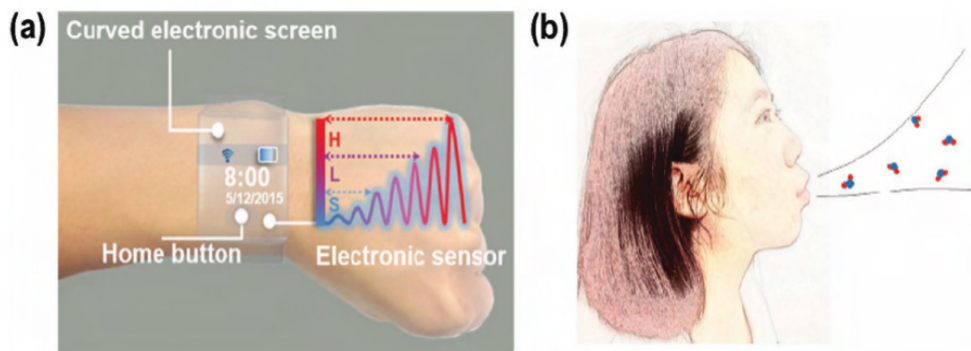 (a)
Curved electronic screen
8:00
5/12/2015
Home button
H
L
S
Electronic sensor
(b)